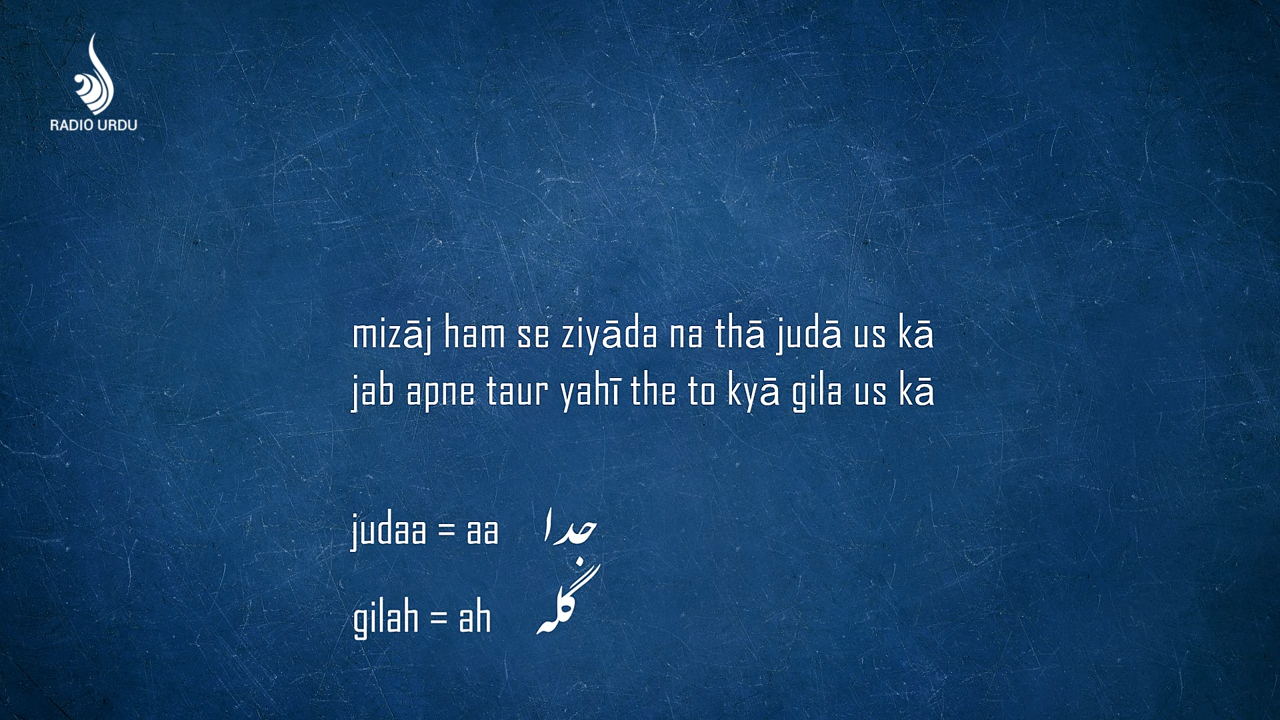 RADIO URDU
mizāj ham se ziyāda na thā judā us kā
jab apne taur yahī the to kyā gila us kā
judaa = aa جدا
gilah = ah گلہ